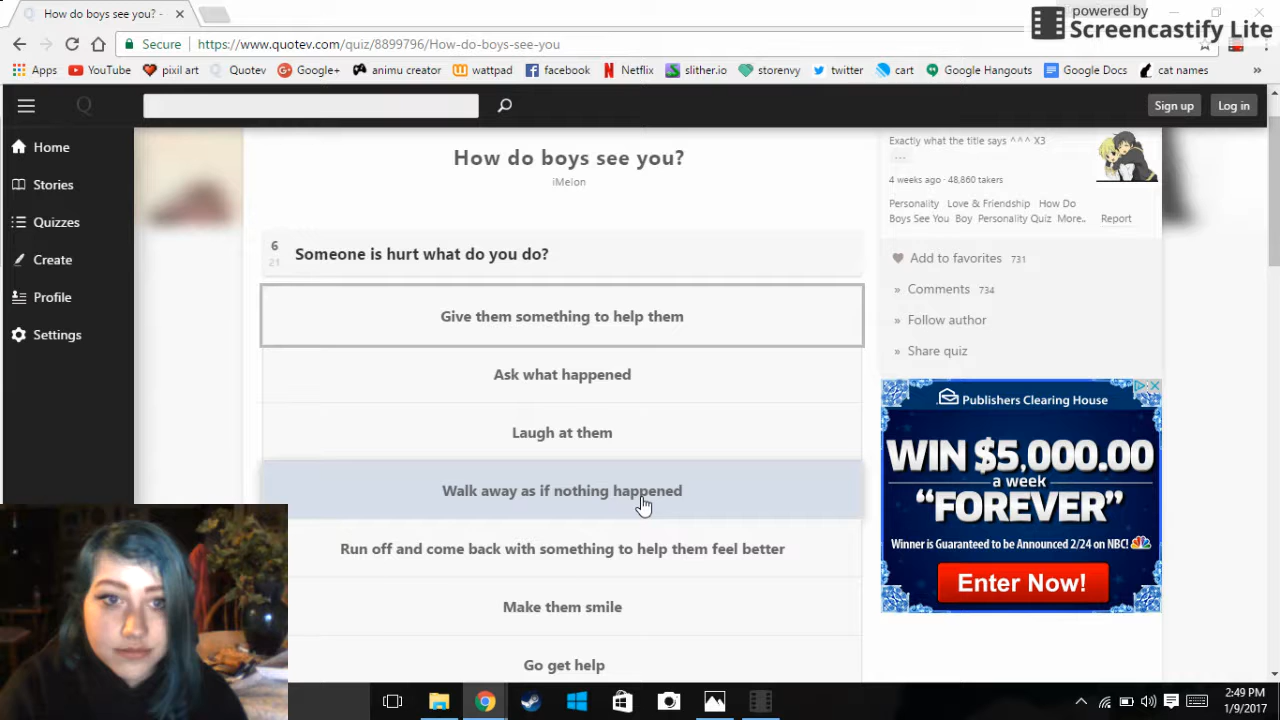 How do boys see you? -
powered by
Screencastify Lite
Secure
https://www.quotev.com/quiz/8899796/How-do-boys-see-you
Apps
YouTube
pixil art
Quotev
Google+
animu creator
wattpad
facebook
Netflix
slither.io
storenvy
twitter
cart
Google Hangouts
Google Docs
cat names
»
Q
Sign up
Log in
Home
Stories
Quizzes
Create
Profile
Settings
How do boys see you?
iMelon
6
21
Someone is hurt what do you do?
Give them something to help them
Ask what happened
Laugh at them
Walk away as if nothing happened
Run off and come back with something to help them feel better
Make them smile
Go get help
Exactly what the title says ^^^ X3
...
4 weeks ago · 48,860 takers
Personality Love & Friendship How Do
Boys See You Boy Personality Quiz More..
Report
Add to favorites 731
» Comments 734
» Follow author
» Share quiz
Publishers Clearing House
WIN $5,000.00
a week
"FOREVER"
Winner is Guaranteed to be Announced 2/24 on NBC!
Enter Now!
2:49 PM
1/9/2017